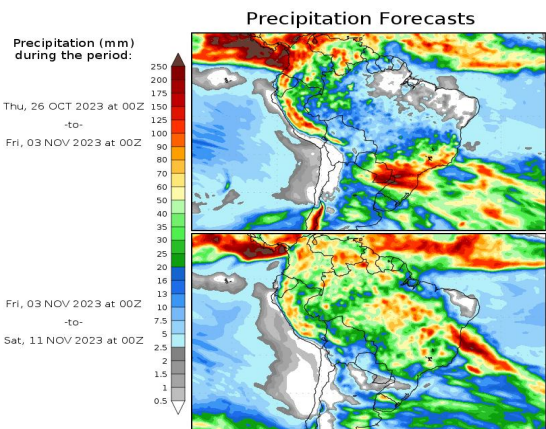 Precipitation Forecasts
Precipitation (mm)
during the period:
Thu, 26 OCT 2023 at 00Z
-to-
Fri, 03 NOV 2023 at 00Z
Fri, 03 NOV 2023 at 00Z
-to-
Sat, 11 NOV 2023 at 00Z
250
200
175
150
125
100
90
80
70
60
50
40
35
30
25
20
16
13
10
7.5
5
2.5
2
1.5
1
0.5